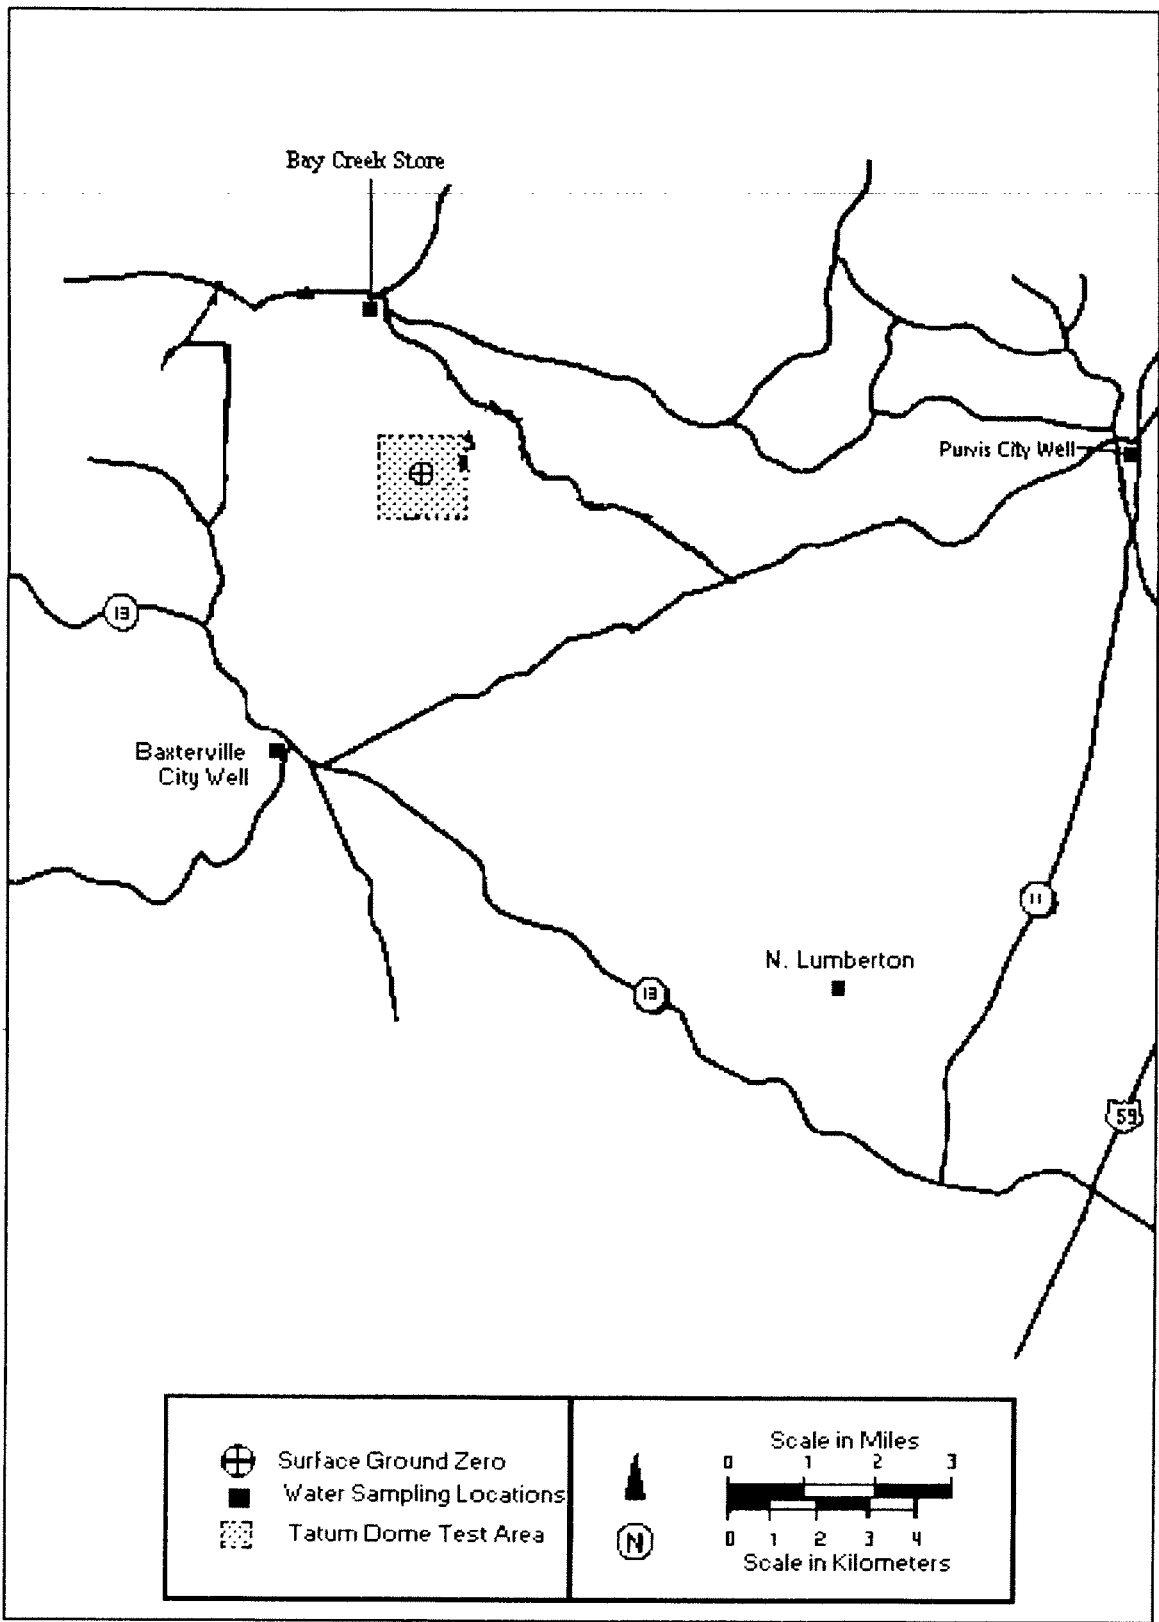 Bay Creek Store
Purvis City Well
13
Baxterville
City Well
11
N. Lumberton
13
59
Surface Ground Zero
Water Sampling Locations
Tatum Dome Test Area
N
Scale in Miles
0 1 2 3
0 1 2 3 4
Scale in Kilometers